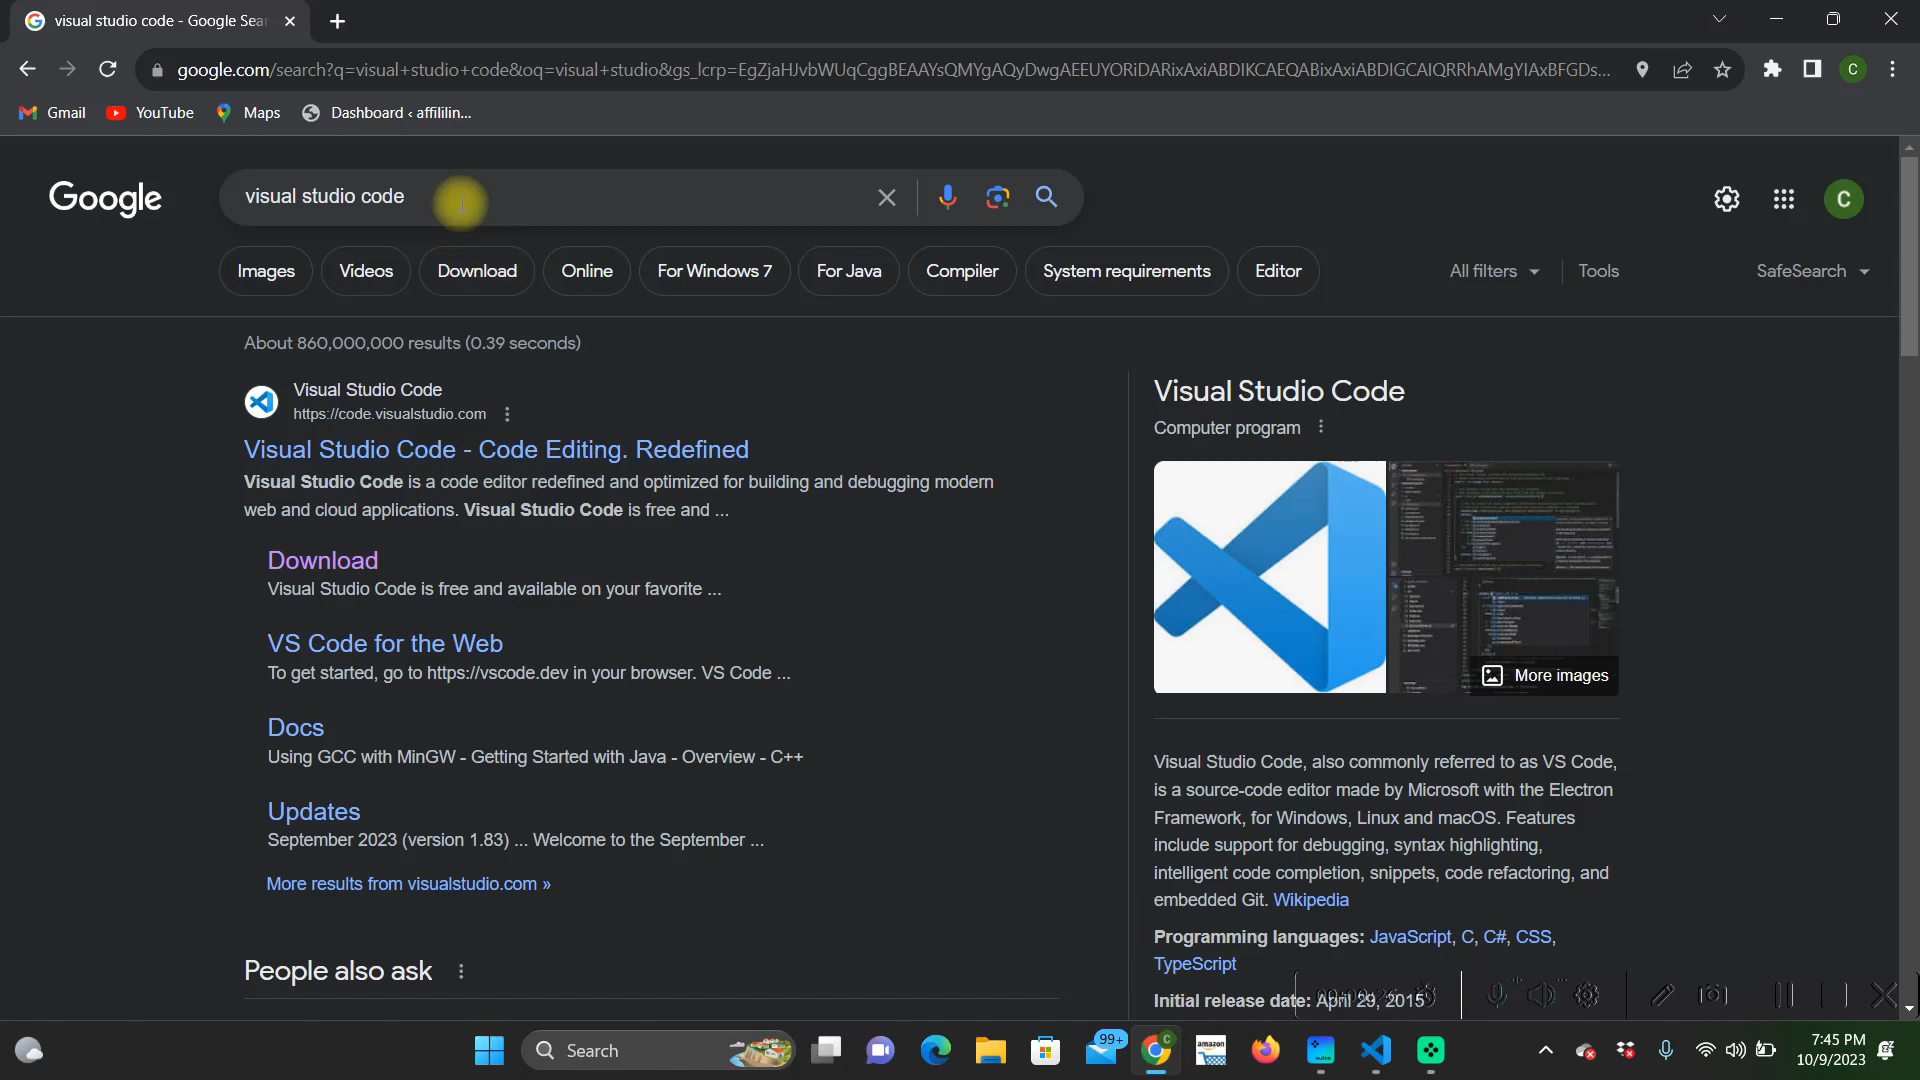 visual studio code - Google Sear
google.com/search?q=visual+studio+code&oq=visual+studio&gs_lcrp=EgZjaHJvbWUqCggBEAAYsQMYgAQyDwgAEEUYORiDARixAxiABDIKCAEQABixAxiABDIGCAIQRRhAMgYIAxBFGDs...
C
Gmail
YouTube
Maps
Dashboard ‹ affililin...
Google
visual studio code
C
Images
Videos
Download
Online
For Windows 7
For Java
Compiler
System requirements
Editor
All filters
Tools
SafeSearch
About 860,000,000 results (0.39 seconds)
Visual Studio Code
https://code.visualstudio.com
Visual Studio Code - Code Editing. Redefined
Visual Studio Code is a code editor redefined and optimized for building and debugging modern
web and cloud applications. Visual Studio Code is free and ...
Download
Visual Studio Code is free and available on your favorite ...
VS Code for the Web
To get started, go to https://vscode.dev in your browser. VS Code ...
Docs
Using GCC with MinGW - Getting Started with Java - Overview - C++
Updates
September 2023 (version 1.83) ... Welcome to the September ...
More results from visualstudio.com »
People also ask
Visual Studio Code
Computer program
More images
Visual Studio Code, also commonly referred to as VS Code,
is a source-code editor made by Microsoft with the Electron
Framework, for Windows, Linux and macOS. Features
include support for debugging, syntax highlighting,
intelligent code completion, snippets, code refactoring, and
embedded Git. Wikipedia
Programming languages: JavaScript, C, C#, CSS,
TypeScript
Initial release date: April 29, 2015
Search
99+
C
amazon
7:45 PM
10/9/2023